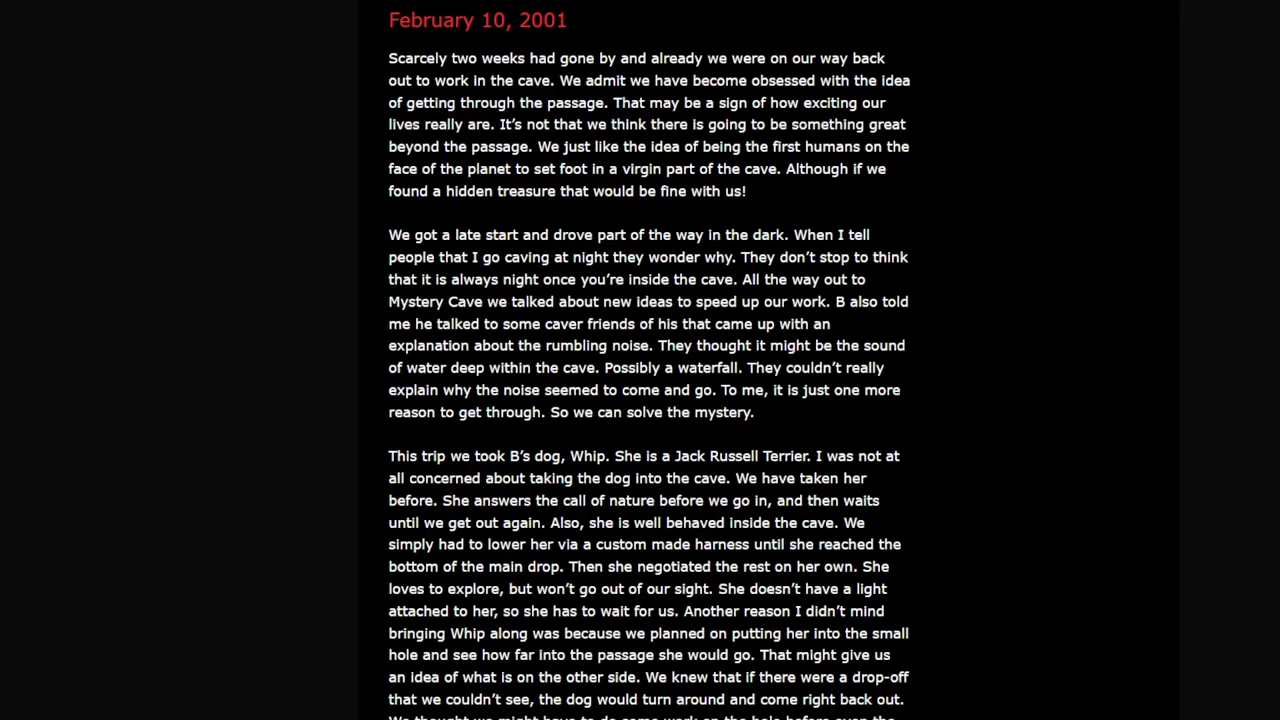 February 10, 2001
Scarcely two weeks had gone by and already we were on our way back
out to work in the cave. We admit we have become obsessed with the idea
of getting through the passage. That may be a sign of how exciting our
lives really are. It’s not that we think there is going to be something great
beyond the passage. We just like the idea of being the first humans on the
face of the planet to set foot in a virgin part of the cave. Although if we
found a hidden treasure that would be fine with us!
We got a late start and drove part of the way in the dark. When I tell
people that I go caving at night they wonder why. They don’t stop to think
that it is always night once you’re inside the cave. All the way out to
Mystery Cave we talked about new ideas to speed up our work. B also told
me he talked to some caver friends of his that came up with an
explanation about the rumbling noise. They thought it might be the sound
of water deep within the cave. Possibly a waterfall. They couldn’t really
explain why the noise seemed to come and go. To me, it is just one more
reason to get through. So we can solve the mystery.
This trip we took B’s dog, Whip. She is a Jack Russell Terrier. I was not at
all concerned about taking the dog into the cave. We have taken her
before. She answers the call of nature before we go in, and then waits
until we get out again. Also, she is well behaved inside the cave. We
simply had to lower her via a custom made harness until she reached the
bottom of the main drop. Then she negotiated the rest on her own. She
loves to explore, but won’t go out of our sight. She doesn’t have a light
attached to her, so she has to wait for us. Another reason I didn’t mind
bringing Whip along was because we planned on putting her into the small
hole and see how far into the passage she would go. That might give us
an idea of what is on the other side. We knew that if there were a drop-off
that we couldn’t see, the dog would turn around and come right back out.
We thought we might have to do some work on the hole before even the